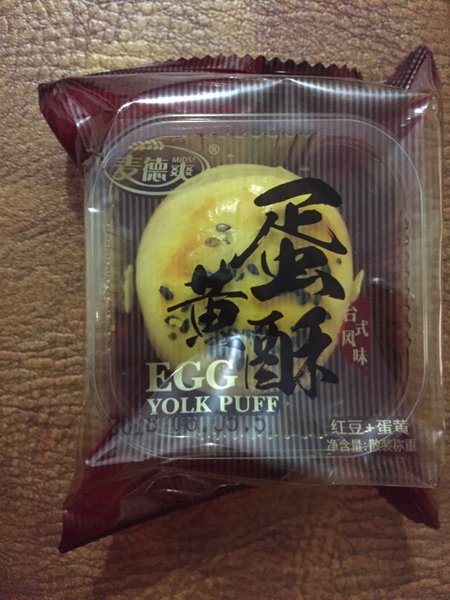 麦德爽
MiDS!
®
蛋黄酥
台式风味
EGG
YOLK PUFF
红豆+蛋黄
净含量:散装称重